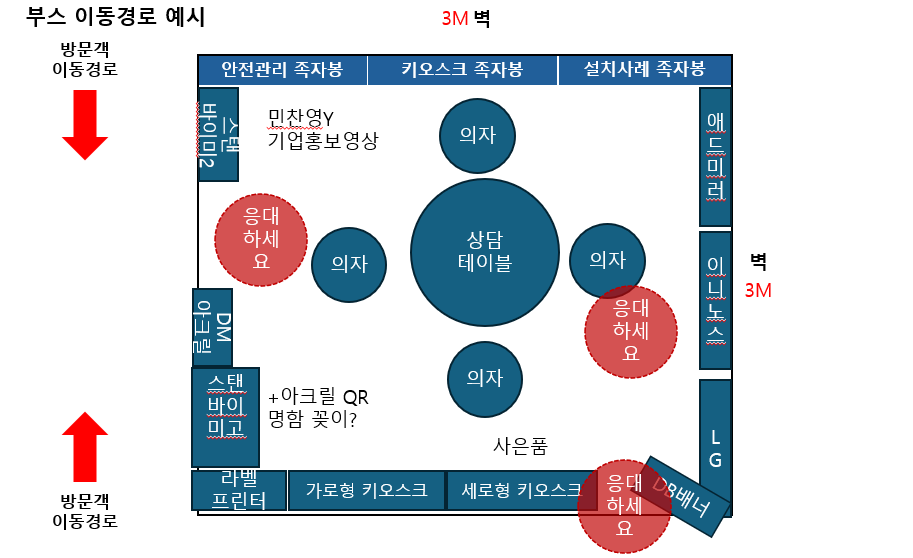 부스 이동경로 예시
3M 벽
방문객
이동경로
안전관리 족자봉
키오스크 족자봉
설치사례 족자봉
스탠
바이미2
민찬영Y
기업홍보영상
의자
애
드
미
러
응대
하세
요
의자
상담
테이블
의자
이
니
노
스
벽
3M
응대
하세
요
DM
아크릴
스탠
바이
미고
+아크릴 QR
명함 꽂이?
의자
L
G
사은품
라벨
프린터
가로형 키오스크
세로형 키오스크
응대
하세
요
DB배너
방문객
이동경로